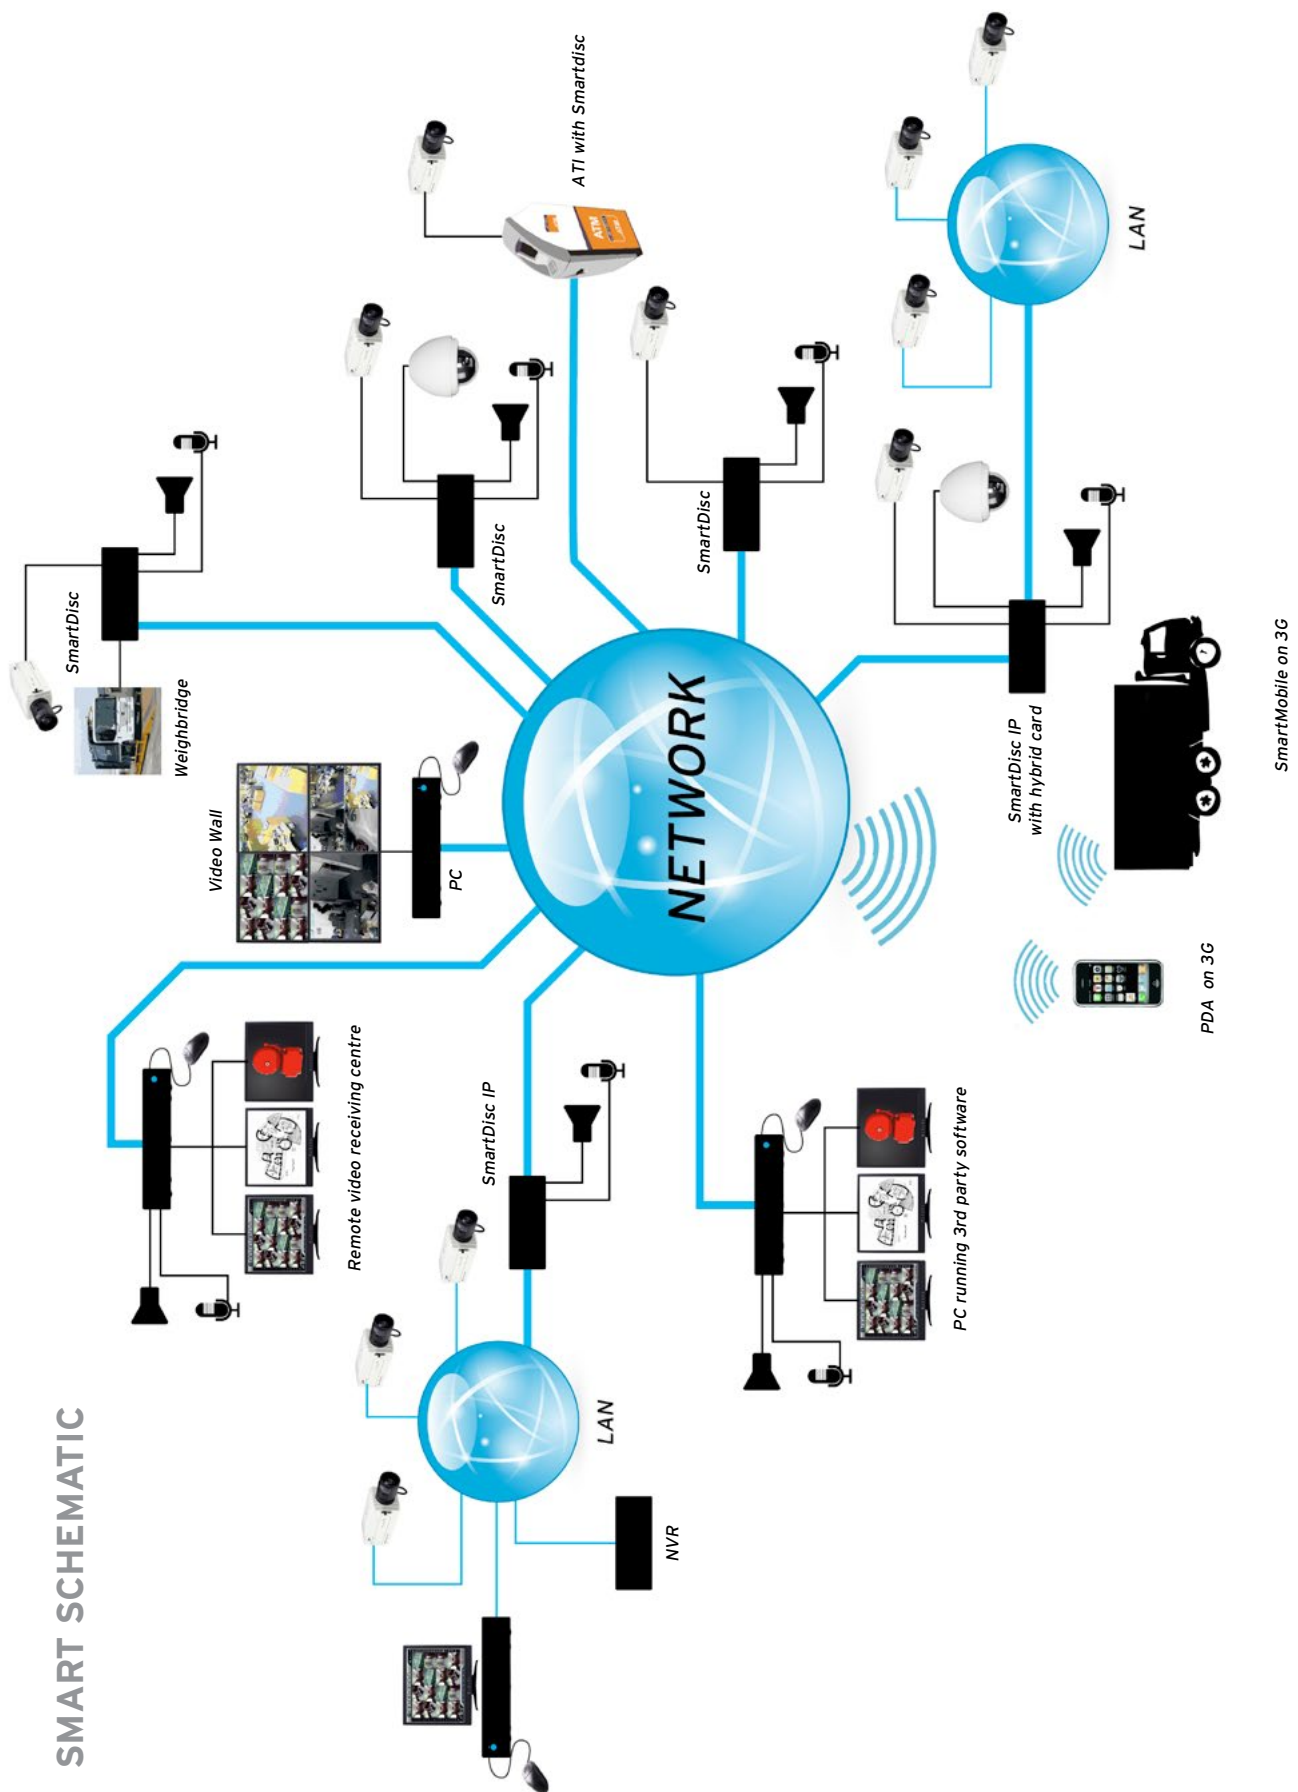 SMART SCHEMATIC
Remote video receiving centre
Video Wall
PC
Weighbridge
SmartDisc
SmartDisc
ATI with Smartdisc
ATM
SmartDisc
NETWORK
SmartDisc IP
LAN
NVR
PC running 3rd party software
PDA on 3G
SmartMobile on 3G
SmartDisc IP
with hybrid card
LAN